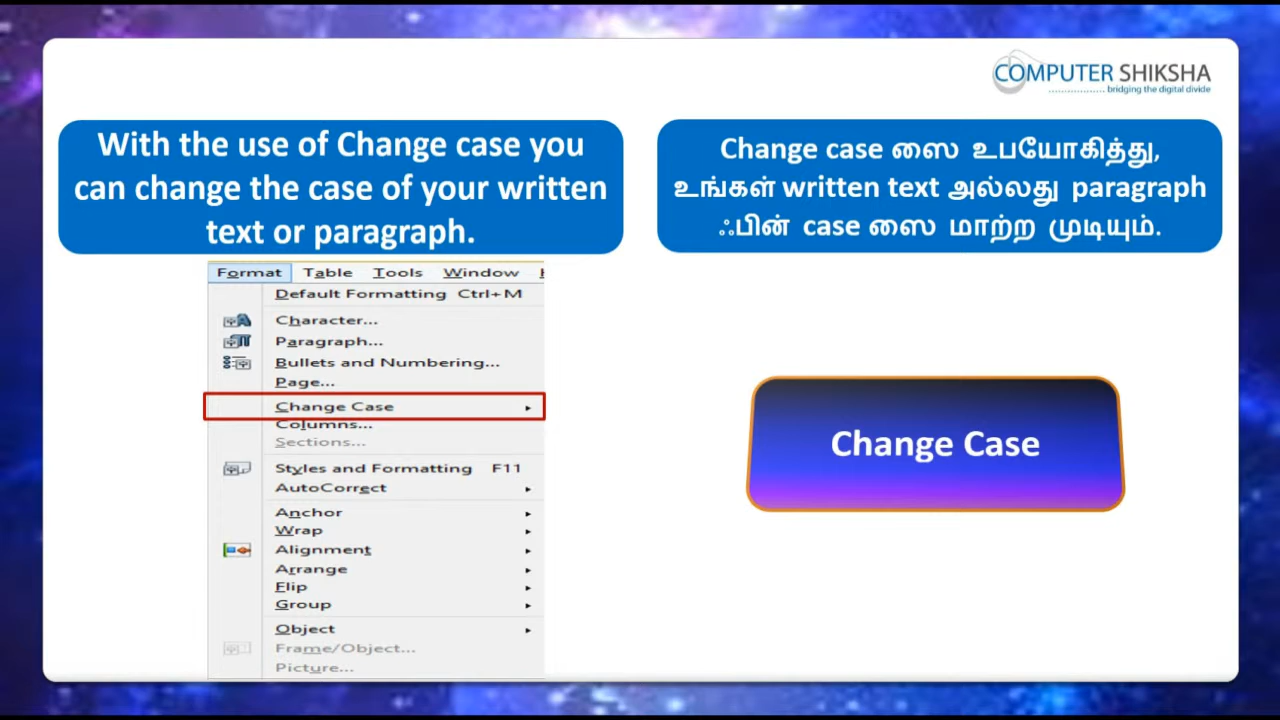 COMPUTER SHIKSHA
bridging the digital divide
With the use of Change case you
can change the case of your written
text or paragraph.
Change case ஸை உபயோகித்து,
உங்கள் written text அல்லது paragraph
ஃபின் case ஸை மாற்ற முடியும்.
Format Table Tools Window
Default Formatting Ctrl+M
Character...
Paragraph...
Bullets and Numbering...
Page...
Change Case
Columns...
Sections...
Styles and Formatting F11
AutoCorrect
Anchor
Wrap
Alignment
Arrange
Flip
Group
Object
Frame/Object...
Picture...
Change Case